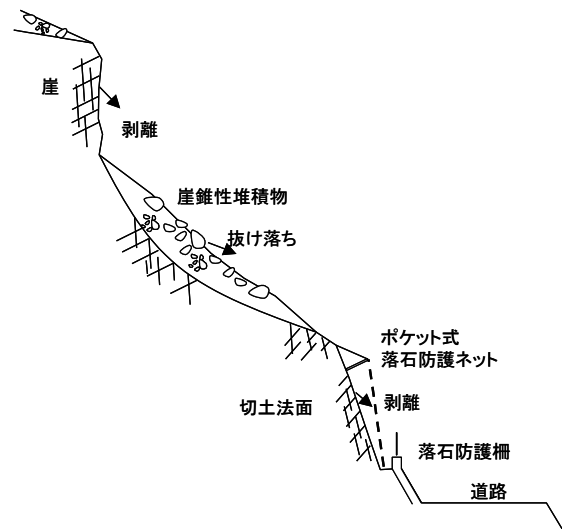 崖
剥離
崖錐性堆積物
抜け落ち
ポケット式
落石防護ネット
切土法面
剥離
落石防護柵
道路